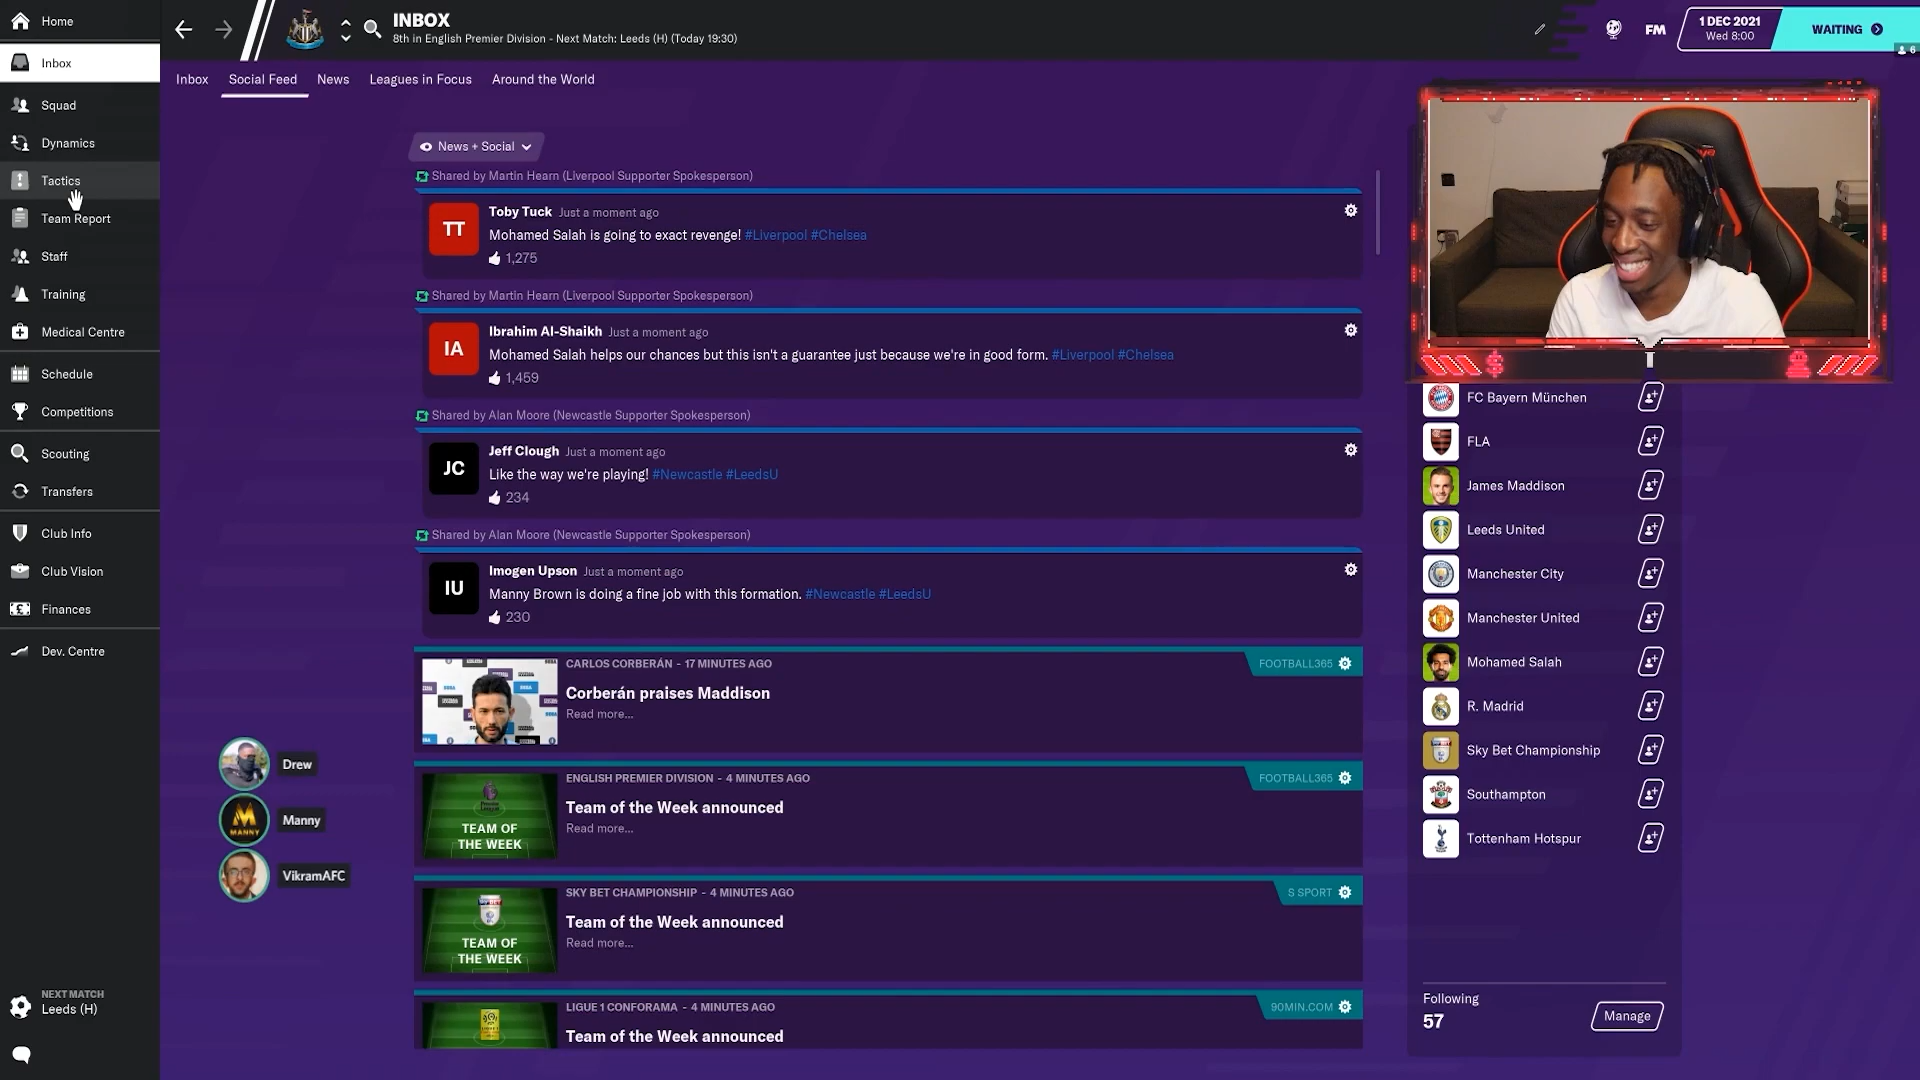 Home
Inbox
Squad
Dynamics
Tactics
Team Report
Staff
Training
Medical Centre
Schedule
Competitions
Scouting
Transfers
Club Info
Club Vision
Finances
Dev. Centre
NEXT MATCH
Leeds (H)
INBOX
8th in English Premier Division - Next Match: Leeds (H) (Today 19:30)
FM
1 DEC 2021
Wed 8:00
WAITING
6
Inbox Social Feed News Leagues in Focus Around the World
News + Social
Shared by Martin Hearn (Liverpool Supporter Spokesperson)
TT
Toby Tuck Just a moment ago
Mohamed Salah is going to exact revenge! #Liverpool #Chelsea
1,275
Shared by Martin Hearn (Liverpool Supporter Spokesperson)
IA
Ibrahim Al-Shaikh Just a moment ago
Mohamed Salah helps our chances but this isn't a guarantee just because we're in good form. #Liverpool #Chelsea
1,459
Shared by Alan Moore (Newcastle Supporter Spokesperson)
JC
Jeff Clough Just a moment ago
Like the way we're playing! #Newcastle #LeedsU
234
Shared by Alan Moore (Newcastle Supporter Spokesperson)
IU
Imogen Upson Just a moment ago
Manny Brown is doing a fine job with this formation. #Newcastle #LeedsU
230
CARLOS CORBERÁN - 17 MINUTES AGO
FOOTBALL365
Corberán praises Maddison
Read more...
ENGLISH PREMIER DIVISION - 4 MINUTES AGO
FOOTBALL365
Team of the Week announced
Read more...
TEAM OF
THE WEEK
SKY BET CHAMPIONSHIP - 4 MINUTES AGO
S SPORT
Team of the Week announced
Read more...
TEAM OF
THE WEEK
LIGUE 1 CONFORAMA - 4 MINUTES AGO
90MIN.COM
Team of the Week announced
Drew
MANNY
Manny
VikramAFC
FC Bayern München
FLA
James Maddison
Leeds United
Manchester City
Manchester United
Mohamed Salah
R. Madrid
Sky Bet Championship
Southampton
Tottenham Hotspur
Following
57
Manage